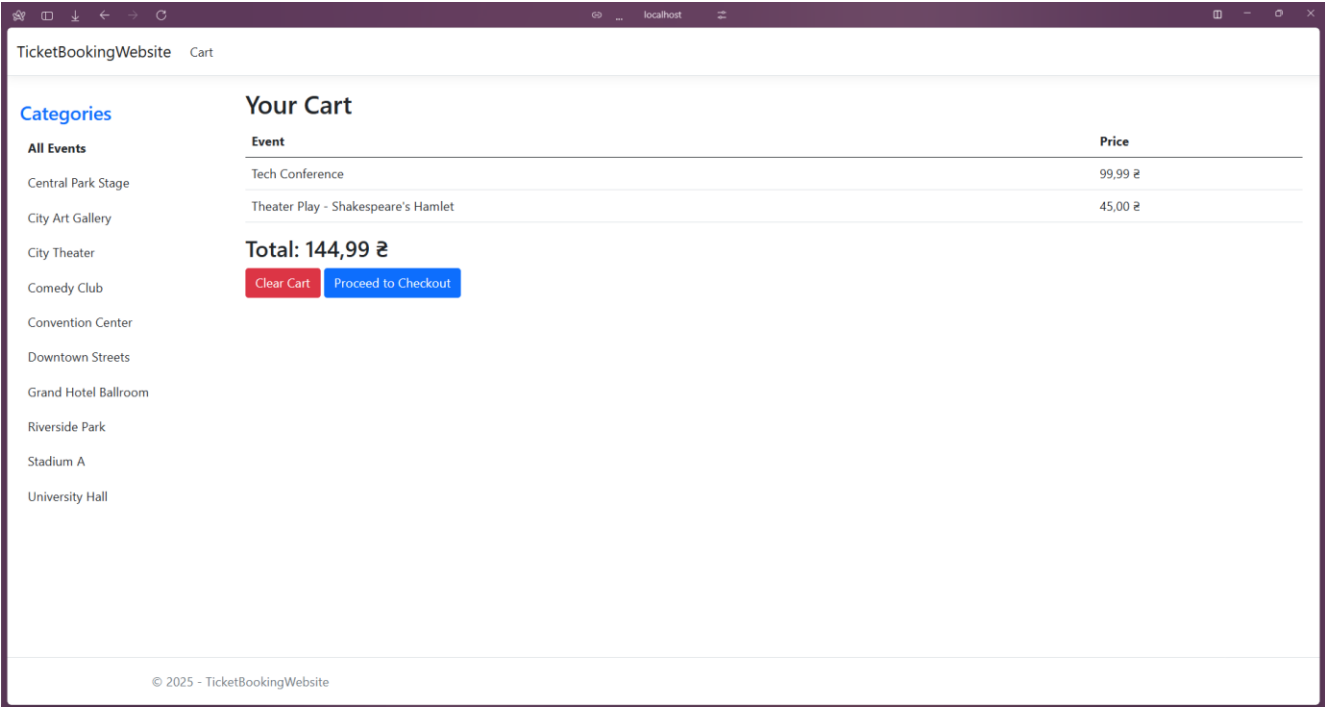 localhost
TicketBookingWebsite Cart
Categories
All Events
Central Park Stage
City Art Gallery
City Theater
Comedy Club
Convention Center
Downtown Streets
Grand Hotel Ballroom
Riverside Park
Stadium A
University Hall
Your Cart
Event Price
Tech Conference 99,99 ₴
Theater Play - Shakespeare's Hamlet 45,00 ₴
Total: 144,99 ₴
Clear Cart Proceed to Checkout
© 2025 - TicketBookingWebsite